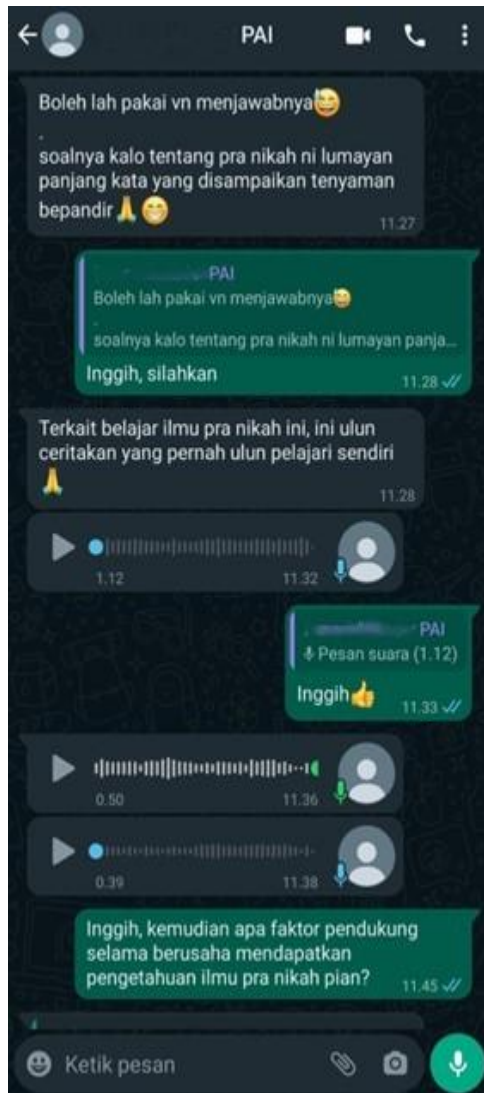 PAI
Boleh lah pakai vn menjawabnya😅
.
soalnya kalo tentang pra nikah ni lumayan
panjang kata yang disampaikan tenyaman
bepandir🙏😁
11.27
PAI
Boleh lah pakai vn menjawabnya😅
.
soalnya kalo tentang pra nikah ni lumayan panja...
Inggih, silahkan
11.28
Terkait belajar ilmu pra nikah ini, ini ulun
ceritakan yang pernah ulun pelajari sendiri
🙏
11.28
1.12 11.32
PAI
Pesan suara (1.12)
Inggih👍
11.33
0.50 11.36
0.39 11.38
Inggih, kemudian apa faktor pendukung
selama berusaha mendapatkan
pengetahuan ilmu pra nikah pian?
11.45
Ketik pesan